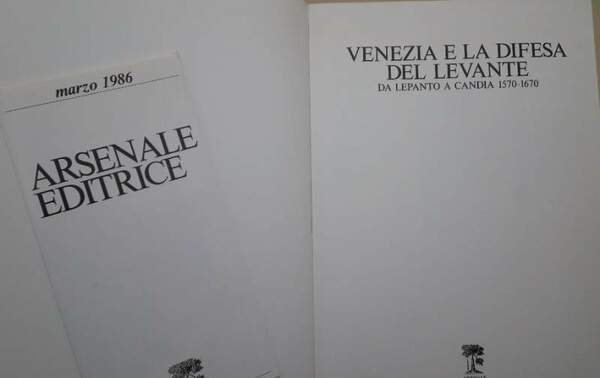 marzo 1986
ARSENALE
EDITRICE
VENEZIA E LA DIFESA
DEL LEVANTE
DA LEPANTO A CANDIA 1570-1670